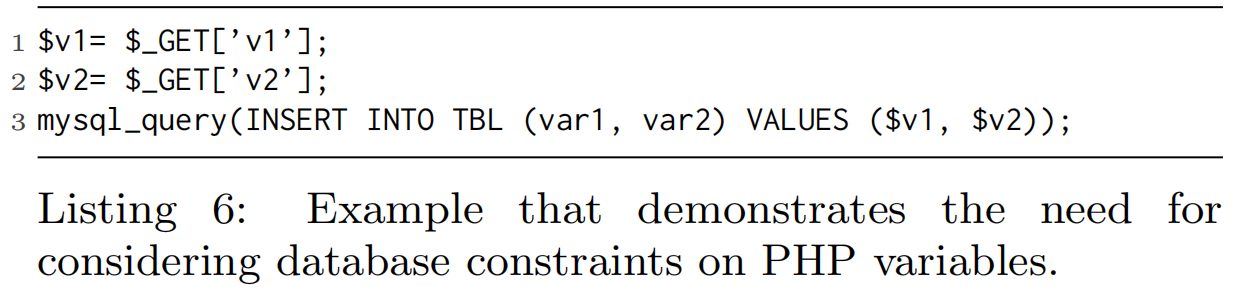 1 $v1= $_GET[’v1’];
2 $v2= $_GET[’v2’];
3 mysql_query(INSERT INTO TBL (var1, var2) VALUES ($v1, $v2));
Listing 6: Example that demonstrates the need for
considering database constraints on PHP variables.